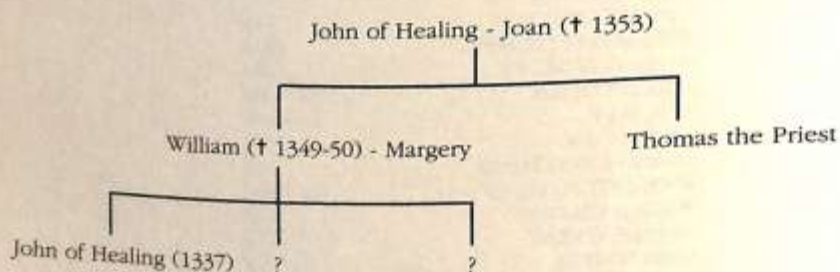 John of Healing - Joan († 1353)
William († 1349-50) - Margery
Thomas the Priest
John of Healing (1337) ? ?